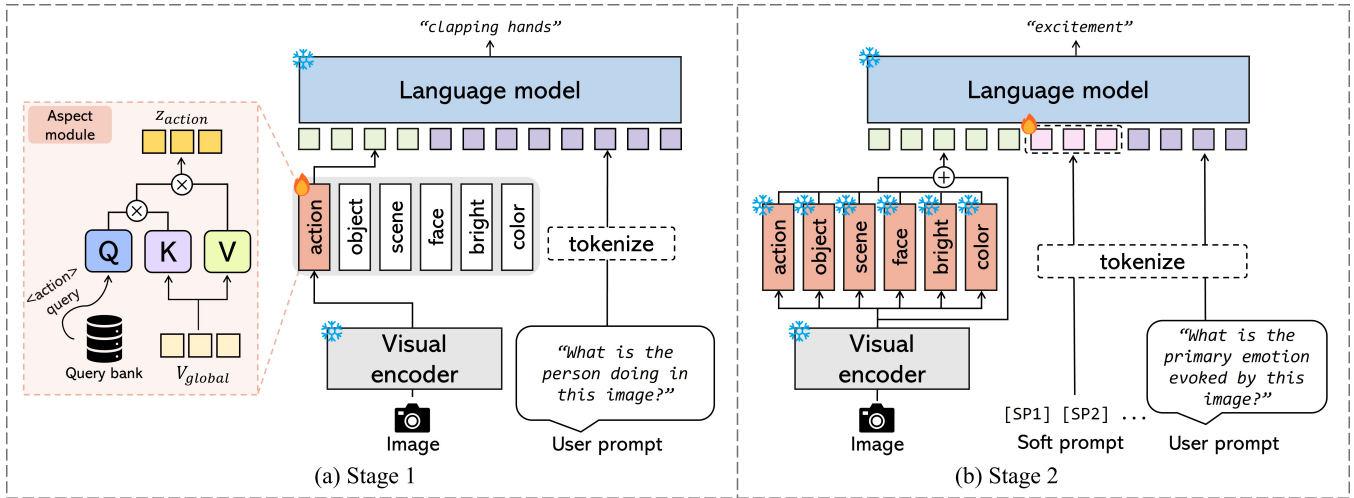 "clapping hands"
Language model
Aspect
module
z_action
Q
K
V
<action>
query
Query bank
V_global
action
object
scene
face
bright
color
tokenize
Visual
encoder
"What is the
person doing in
this image?"
Image
User prompt
(a) Stage 1
"excitement"
Language model
action
object
scene
face
bright
color
tokenize
Visual
encoder
"What is the
primary emotion
evoked by this
image?"
[SP1] [SP2] ...
Image
Soft prompt
User prompt
(b) Stage 2